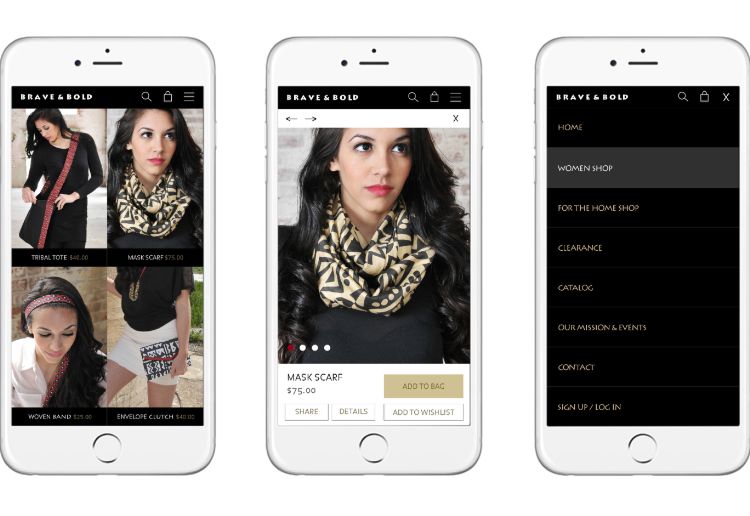 BRAVE & BOLD
TRIBAL TOTE $48.00
MASK SCARF $75.00
WOVEN BAND $25.00
ENVELOPE CLUTCH $40.00
BRAVE & BOLD
X
MASK SCARF
$75.00
ADD TO BAG
SHARE
DETAILS
ADD TO WISHLIST
BRAVE & BOLD
X
HOME
WOMEN SHOP
FOR THE HOME SHOP
CLEARANCE
CATALOG
OUR MISSION & EVENTS
CONTACT
SIGN UP / LOG IN